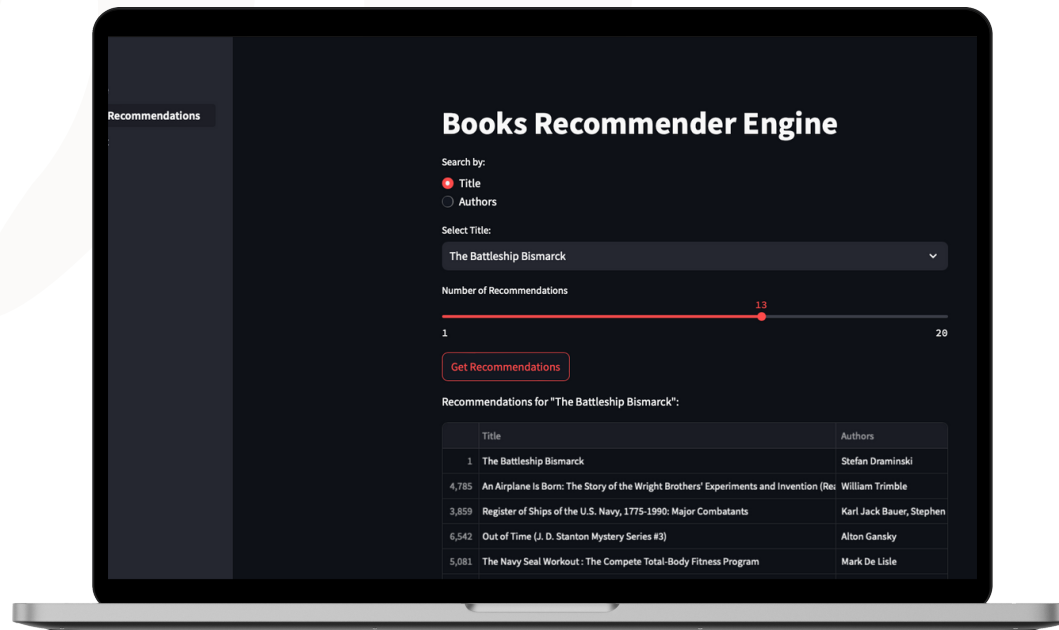 Recommendations
Books Recommender Engine
Search by:
Title
Authors
Select Title:
The Battleship Bismarck
Number of Recommendations
13
1 20
Get Recommendations
Recommendations for "The Battleship Bismarck":
Title Authors
1 The Battleship Bismarck Stefan Draminski
4,785 An Airplane Is Born: The Story of the Wright Brothers' Experiments and Invention (Rea William Trimble
3,859 Register of Ships of the U.S. Navy, 1775-1990: Major Combatants Karl Jack Bauer, Stephen
6,542 Out of Time (J. D. Stanton Mystery Series #3) Alton Gansky
5,081 The Navy Seal Workout : The Compete Total-Body Fitness Program Mark De Lisle